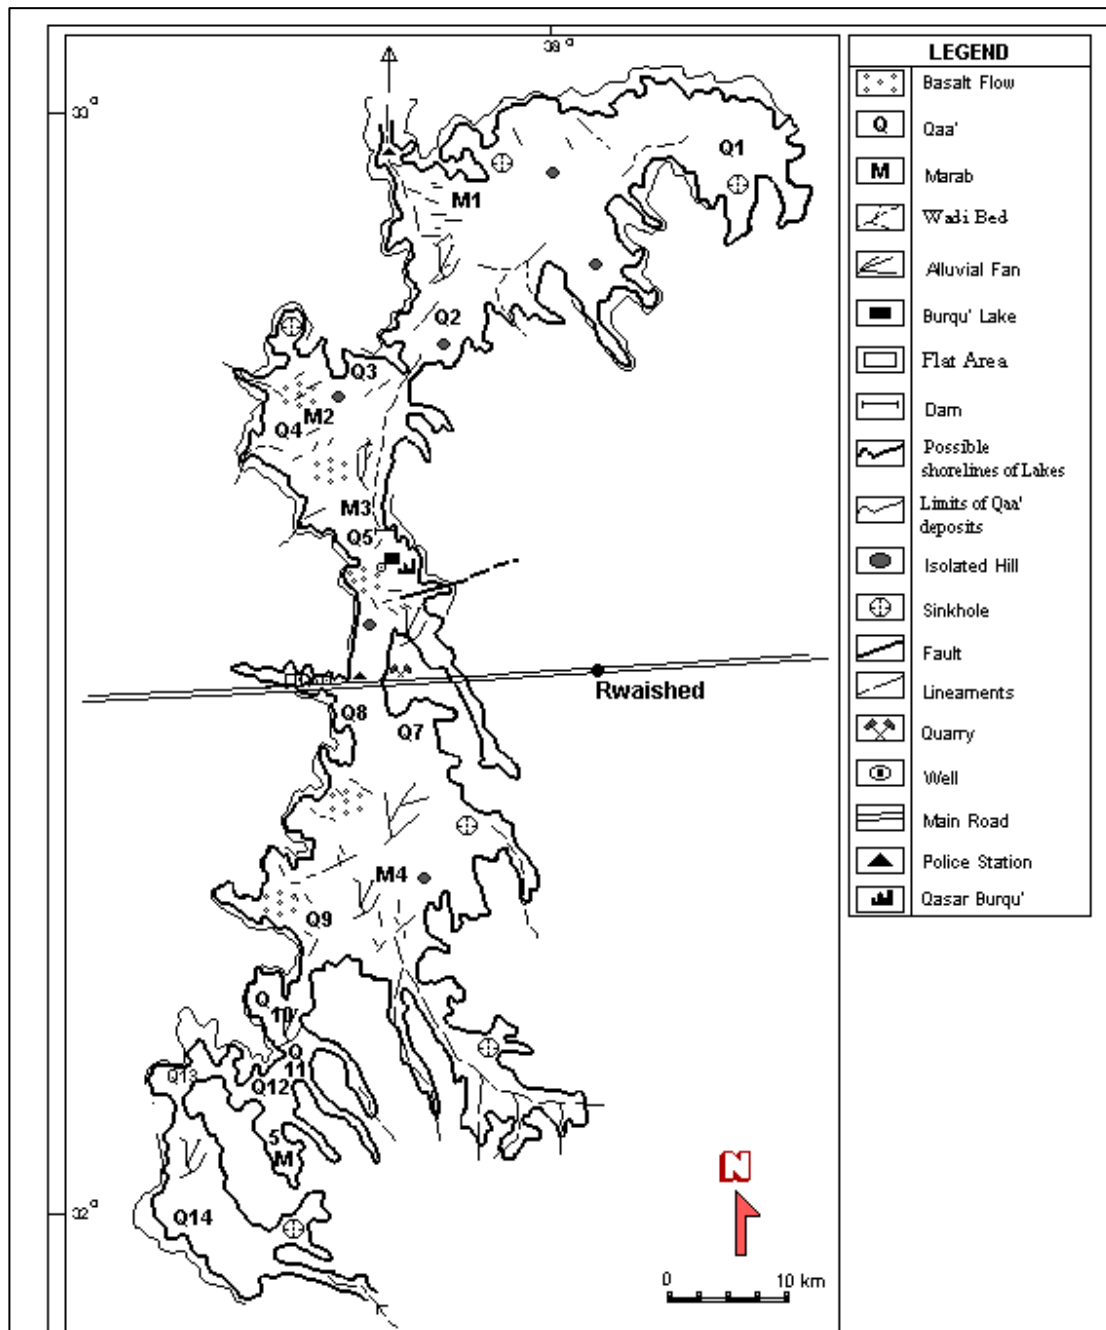 38°
33°
Q1
M1
Q2
Q3
M2
Q4
M3
Q5
Rwaished
Q8
Q7
M4
Q9
Q
10
Q
11
Q13
Q12
5
M
Q14
32°
N
0 10 km
LEGEND
Basalt Flow
Q Qaa'
M Marab
Wadi Bed
Alluvial Fan
Burqu' Lake
Flat Area
Dam
Possible
shorelines of Lakes
Limits of Qaa'
deposits
Isolated Hill
Sinkhole
Fault
Lineaments
Quarry
Well
Main Road
Police Station
Qasar Burqu'